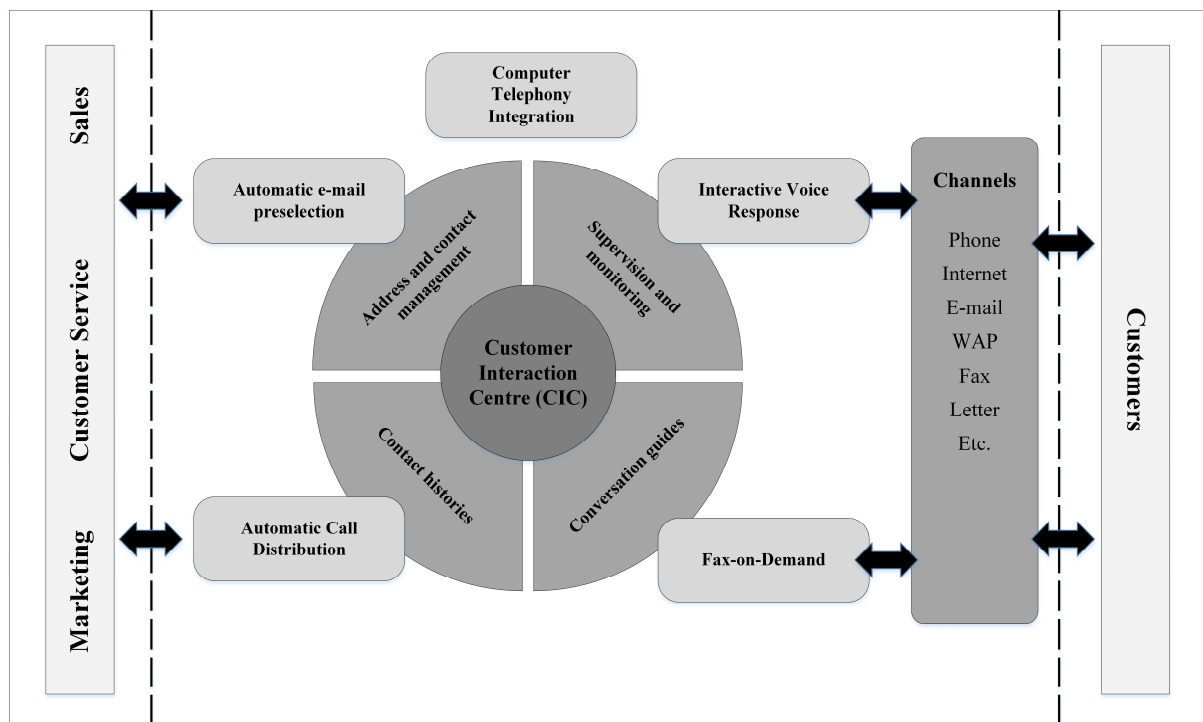 Sales
Customer Service
Marketing
Computer
Telephony
Integration
Automatic e-mail
preselection
Interactive Voice
Response
Address and contact
management
Supervision and
monitoring
Customer
Interaction
Centre (CIC)
Contact histories
Conversation guides
Automatic Call
Distribution
Fax-on-Demand
Channels
Phone
Internet
E-mail
WAP
Fax
Letter
Etc.
Customers